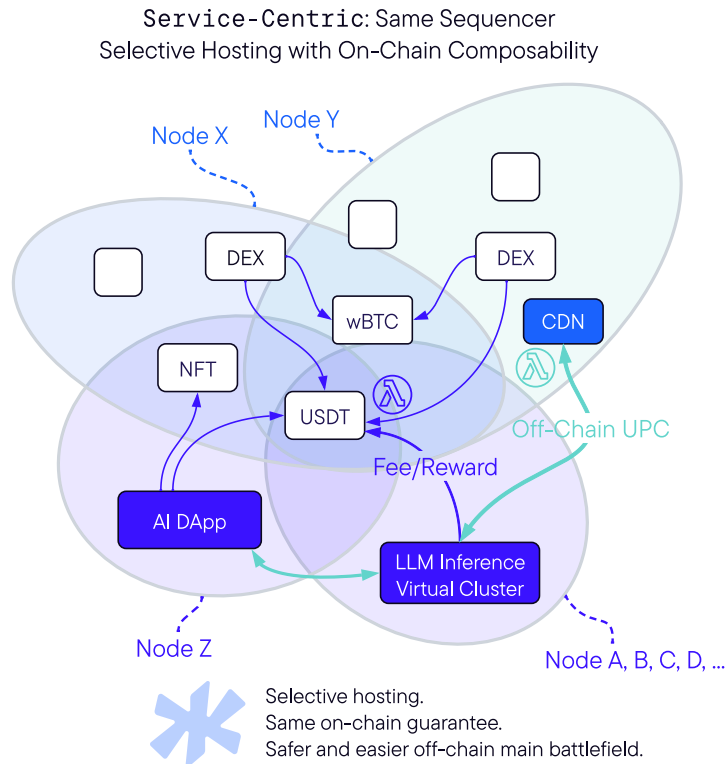 Service-Centric: Same Sequencer
Selective Hosting with On-Chain Composability
Node X
Node Y
DEX
DEX
wBTC
CDN
NFT
λ
λ
USDT
Off-Chain UPC
Fee/Reward
AI DApp
LLM Inference
Virtual Cluster
Node Z
Node A, B, C, D, ...
Selective hosting.
Same on-chain guarantee.
Safer and easier off-chain main battlefield.